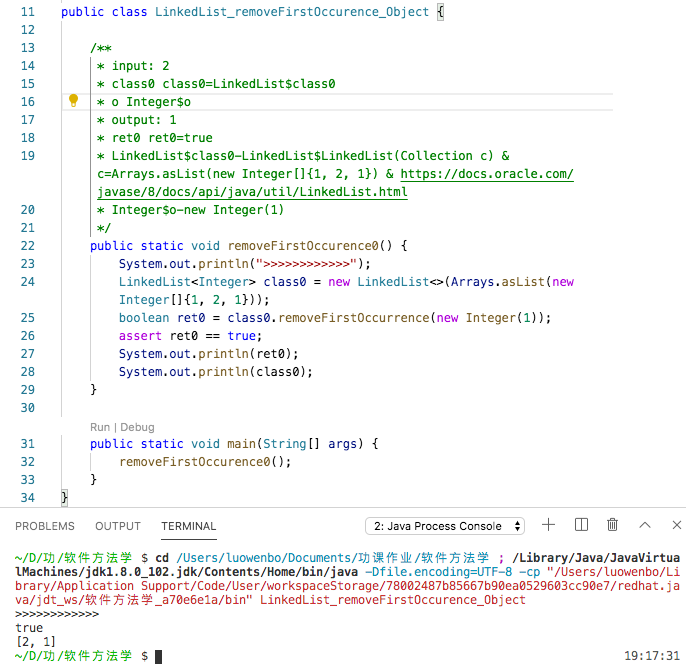 11 public class LinkedList_removeFirstOccurence_Object {
12
13 /**
14 * input: 2
15 * class0 class0=LinkedList$class0
16 * o Integer$o
17 * output: 1
18 * ret0 ret0=true
19 * LinkedList$class0-LinkedList$LinkedList(Collection c) &
c=Arrays.asList(new Integer[]{1, 2, 1}) & https://docs.oracle.com/
javase/8/docs/api/java/util/LinkedList.html
20 * Integer$o-new Integer(1)
21 */
22 public static void removeFirstOccurence0() {
23 System.out.println(">>>>>>>>>>>>");
24 LinkedList<Integer> class0 = new LinkedList<>(Arrays.asList(new
Integer[]{1, 2, 1}));
25 boolean ret0 = class0.removeFirstOccurrence(new Integer(1));
26 assert ret0 == true;
27 System.out.println(ret0);
28 System.out.println(class0);
29 }
30
Run | Debug
31 public static void main(String[] args) {
32 removeFirstOccurence0();
33 }
34 }
PROBLEMS OUTPUT TERMINAL 2: Java Process Console
~/D/功/软件方法学 $ cd /Users/luowenbo/Documents/功课作业/软件方法学 ; /Library/Java/JavaVirtua
lMachines/jdk1.8.0_102.jdk/Contents/Home/bin/java -Dfile.encoding=UTF-8 -cp "/Users/luowenbo/Li
brary/Application Support/Code/User/workspaceStorage/78002487b85667b90ea0529603cc90e7/redhat.ja
va/jdt_ws/软件方法学_a70e6e1a/bin" LinkedList_removeFirstOccurence_Object
>>>>>>>>>>>>
true
[2, 1]
~/D/功/软件方法学 $ 19:17:31